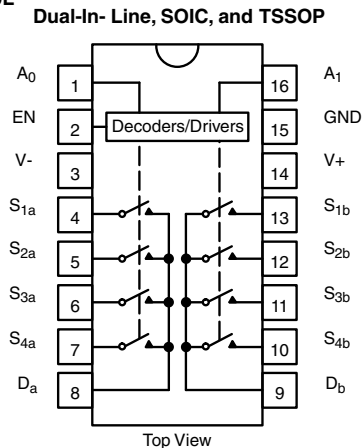 Dual-In- Line, SOIC, and TSSOP
A0 1 16 A1
EN 2 Decoders/Drivers 15 GND
V- 3 14 V+
S1a 4 13 S1b
S2a 5 12 S2b
S3a 6 11 S3b
S4a 7 10 S4b
Da 8 9 Db
Top View